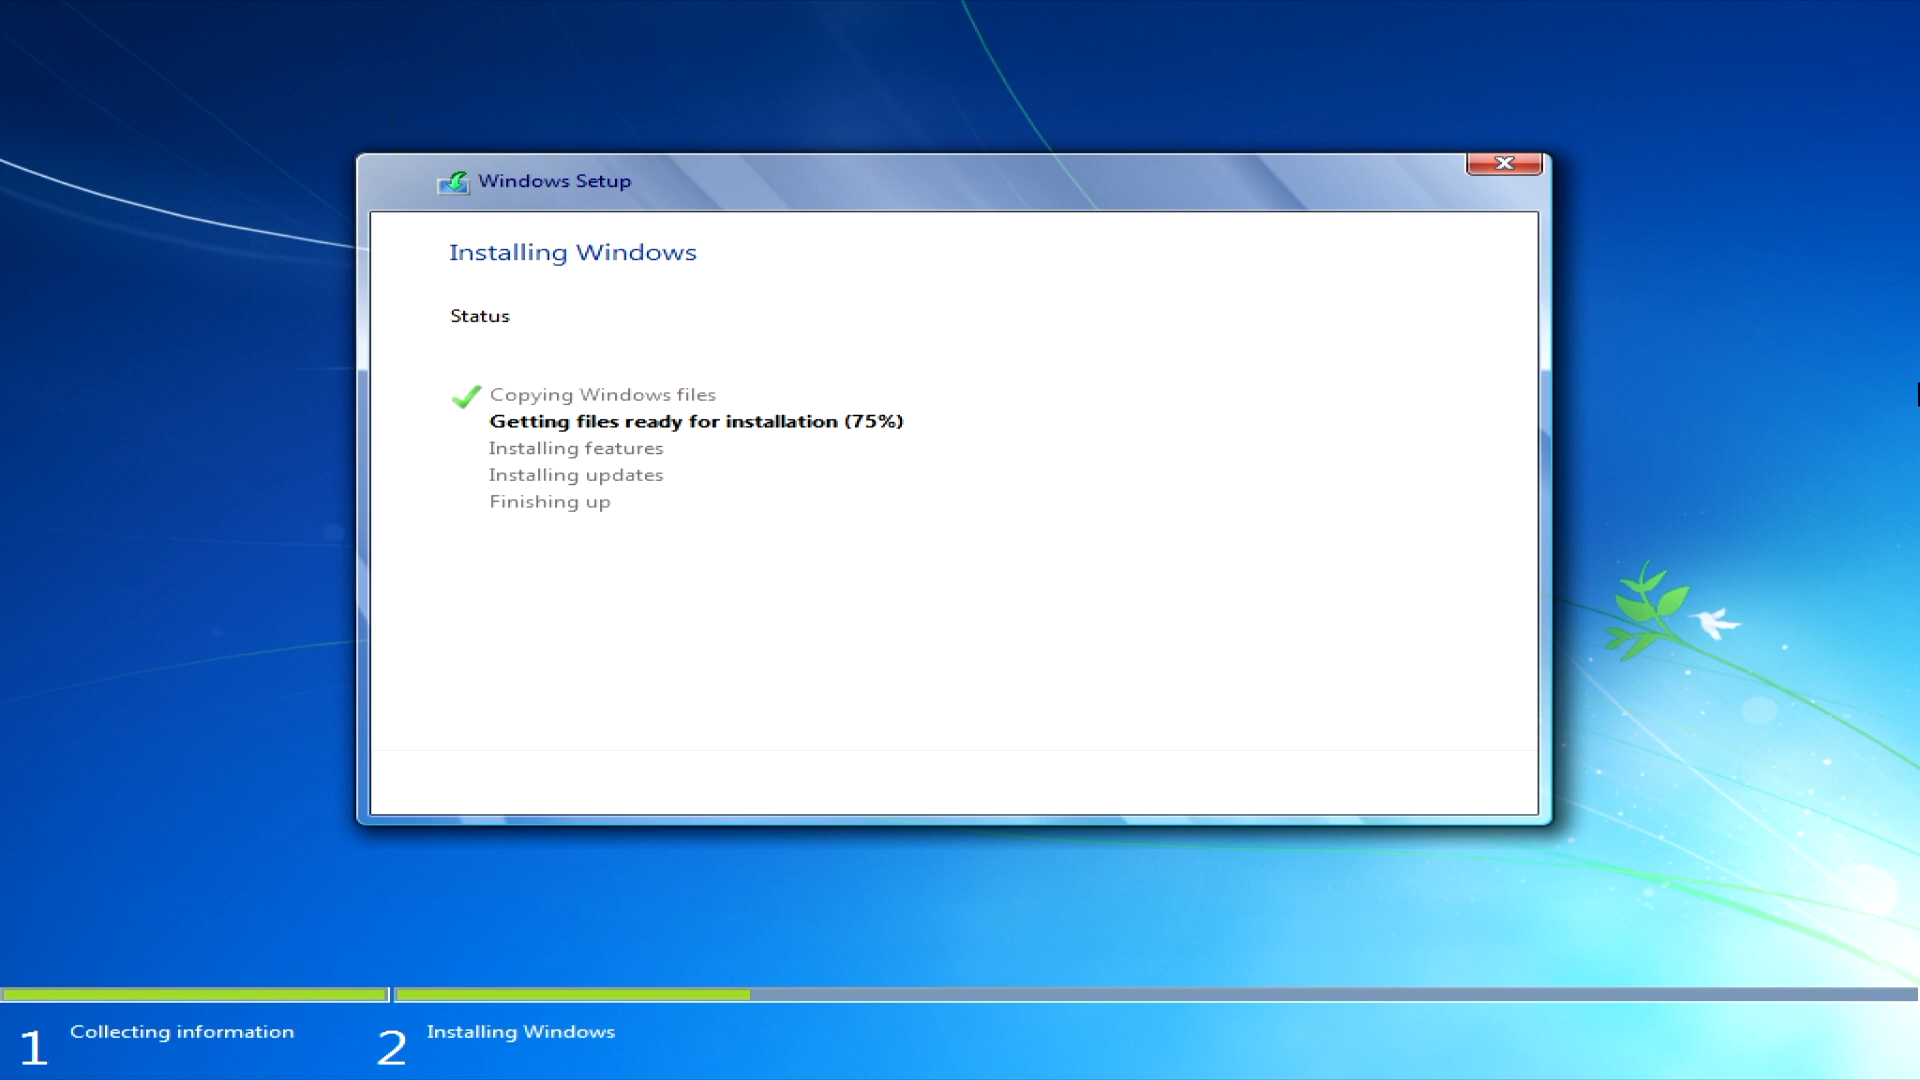 Windows Setup
Installing Windows
Status
Copying Windows files
Getting files ready for installation (75%)
Installing features
Installing updates
Finishing up
1 Collecting information
2 Installing Windows